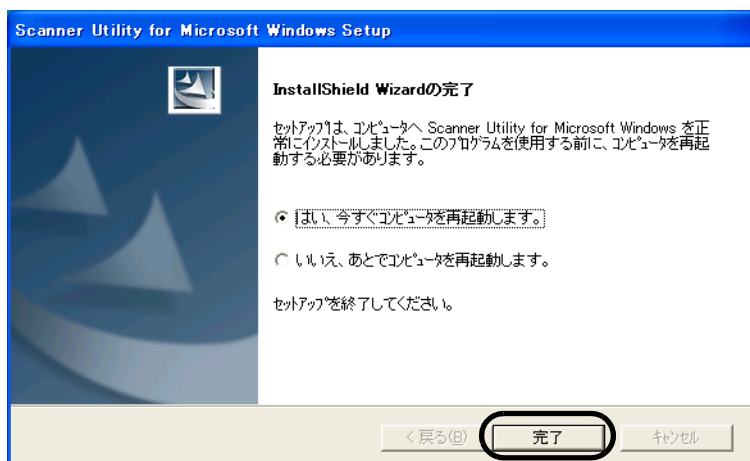 Scanner Utility for Microsoft Windows Setup
InstallShield Wizardの完了
セットアップは、コンピュータへ Scanner Utility for Microsoft Windows を正
常にインストールしました。このプログラムを使用する前に、コンピュータを再起
動する必要があります。
はい、今すぐコンピュータを再起動します。
いいえ、あとでコンピュータを再起動します。
セットアップを終了してください。
< 戻る(B)
完了
キャンセル